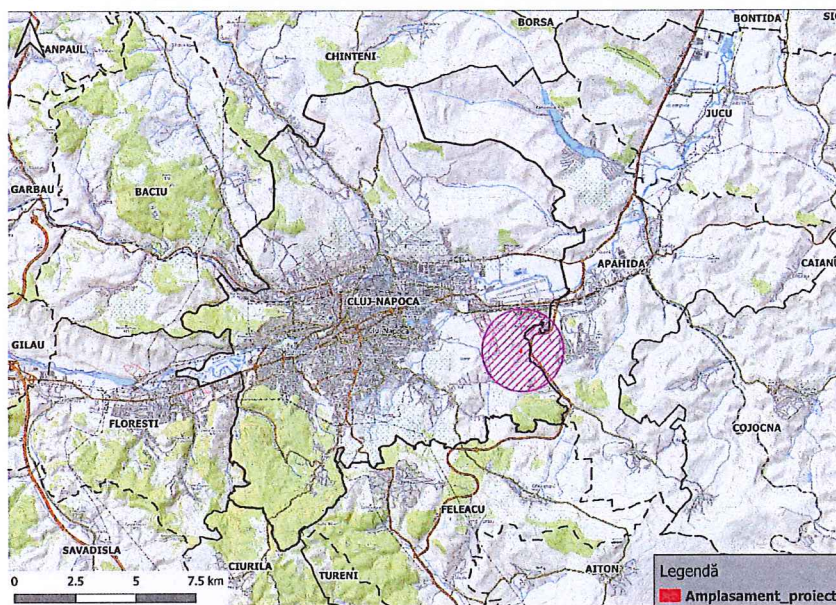 BORSA
BONTIDA
SANPAUL
CHINTENI
JUCU
BACIU
GARBAU
APAHIDA
CAIAN
CLUJ-NAPOCA
GILAU
FLORESTI
COJOCNA
FELEACU
SAVADISLA
CIURILA
TURENI
AITON
0 2.5 5 7.5 km
Legendă
Amplasament_proiect